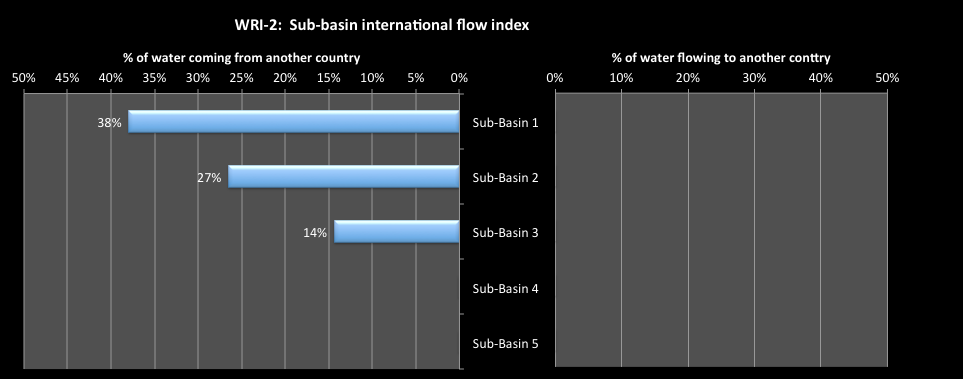 WRI-2:  Sub-basin international flow index
% of water coming from another country
50% 45% 40% 35% 30% 25% 20% 15% 10% 5% 0%
% of water flowing to another conttry
0% 10% 20% 30% 40% 50%
38% Sub-Basin 1
27% Sub-Basin 2
14% Sub-Basin 3
Sub-Basin 4
Sub-Basin 5